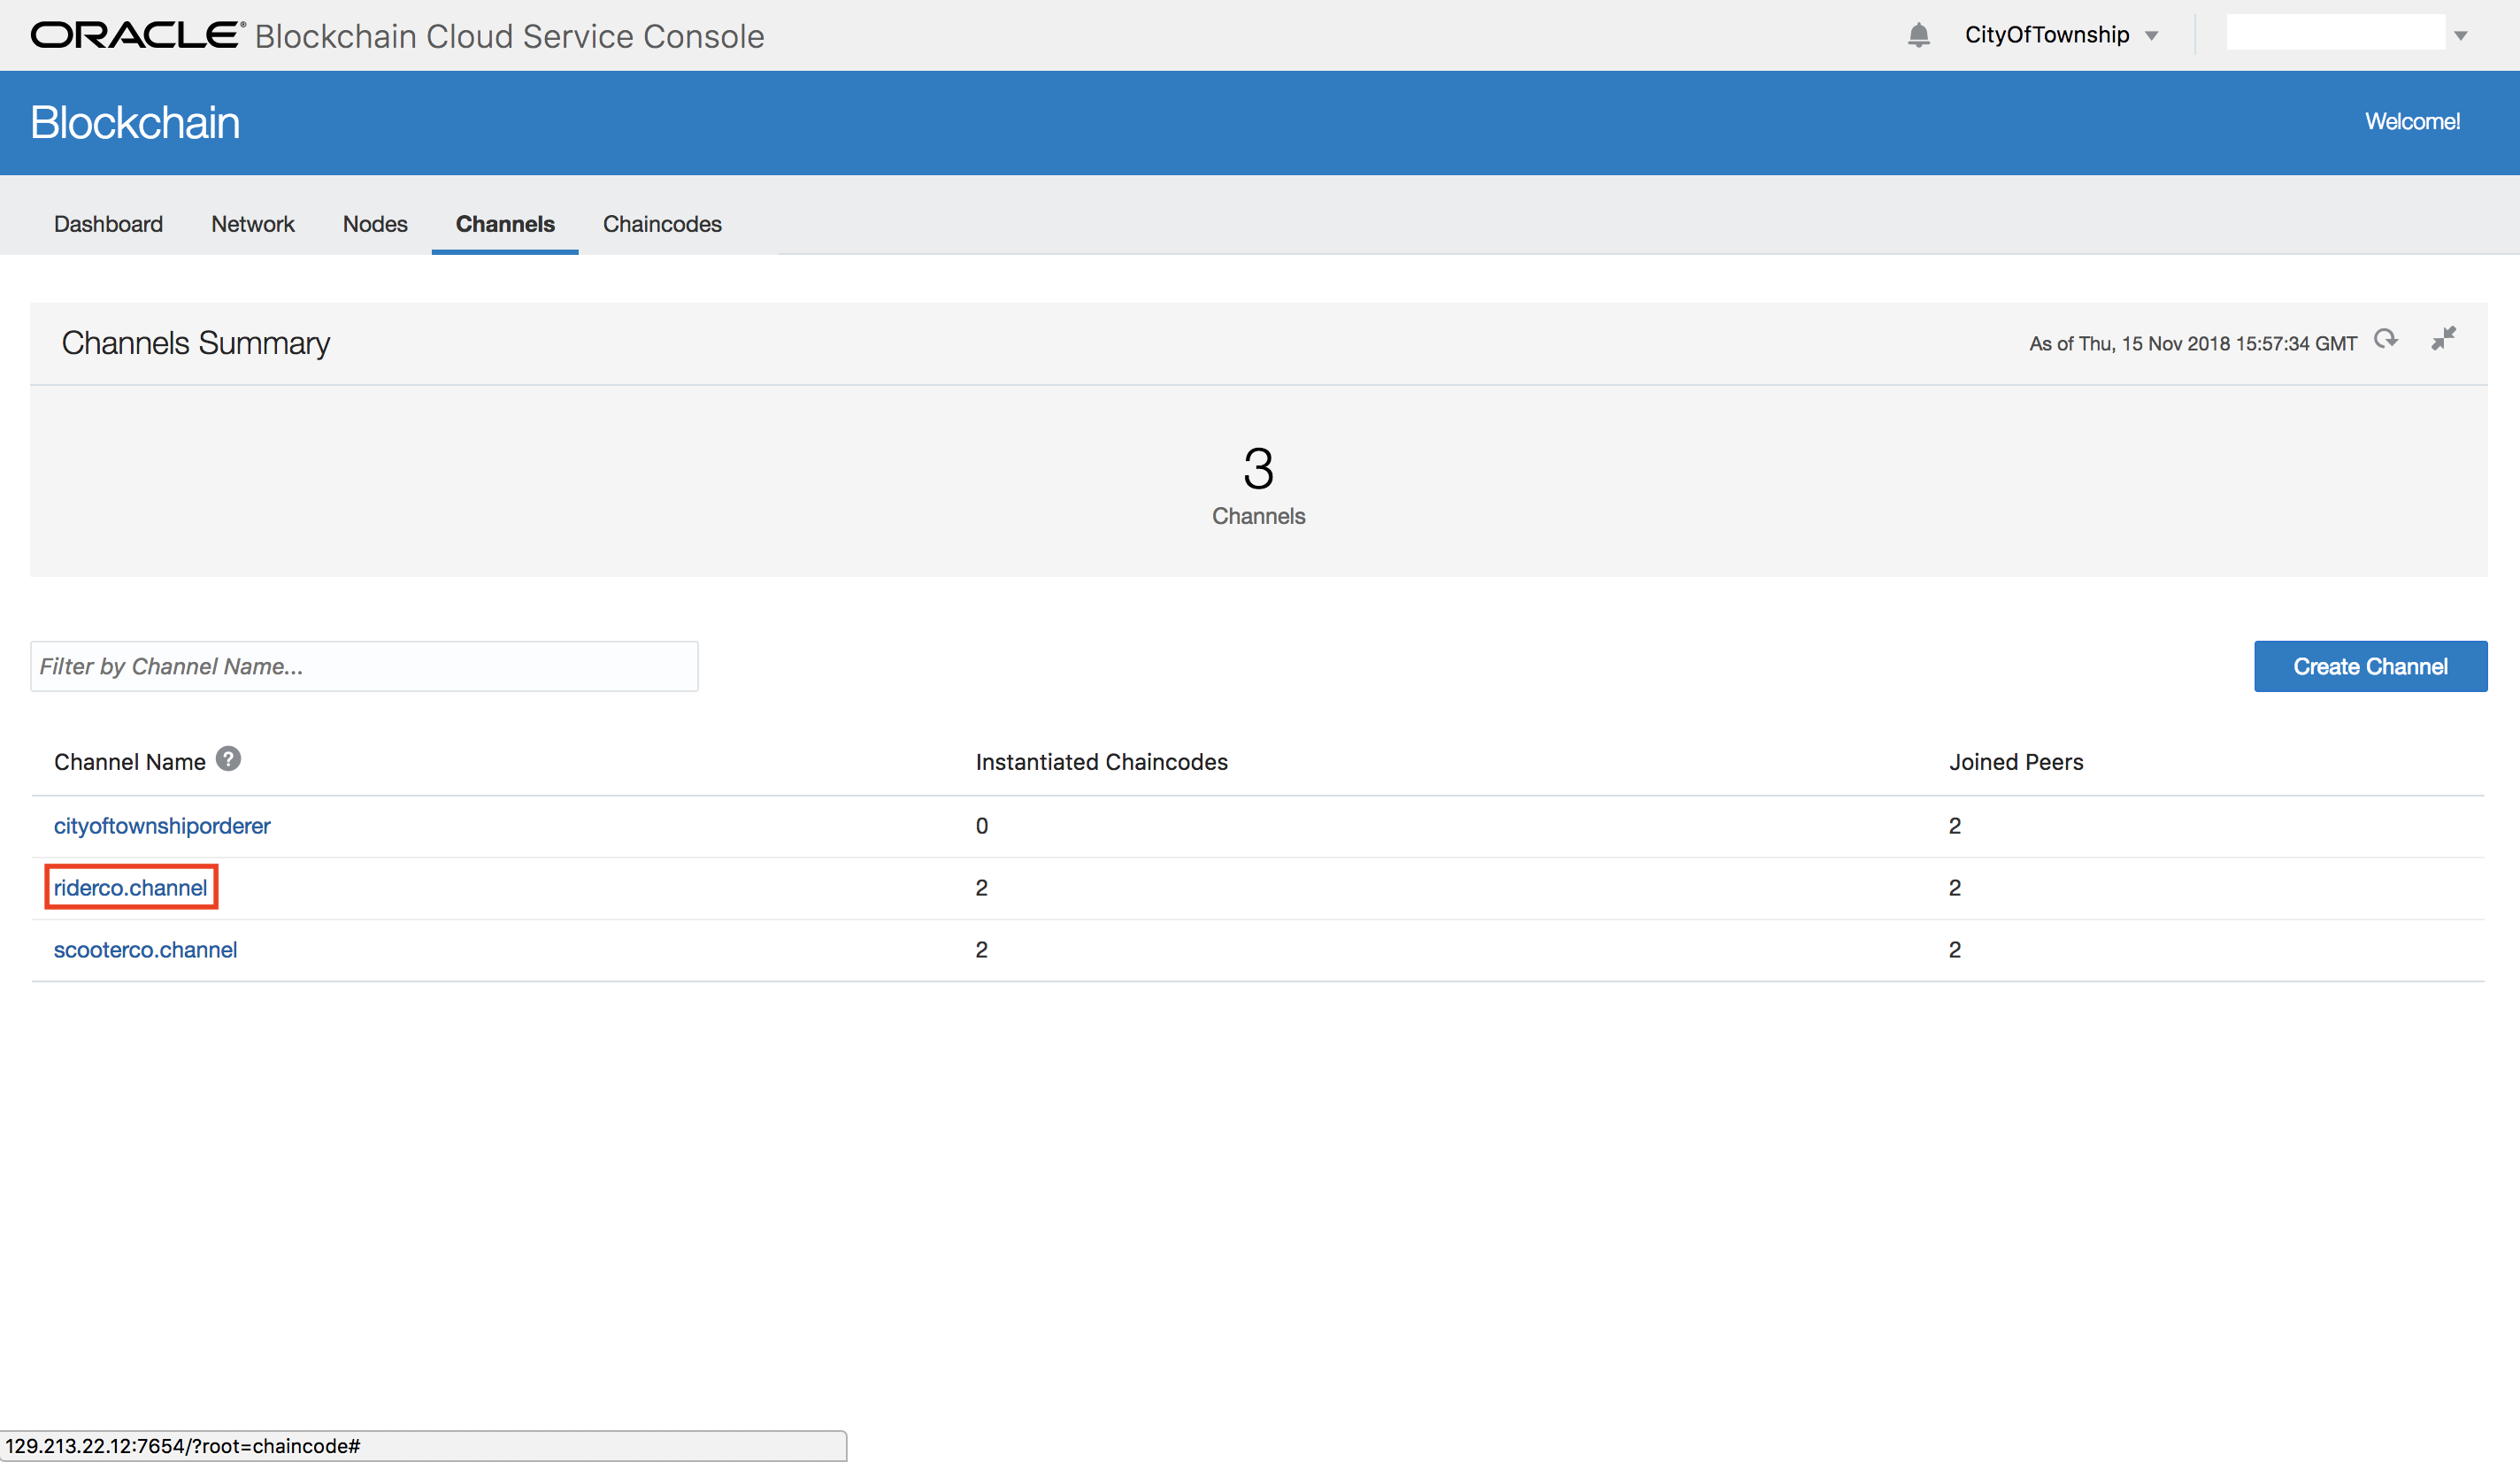 ORACLE® Blockchain Cloud Service Console
CityOfTownship
Blockchain
Welcome!
Dashboard Network Nodes Channels Chaincodes
Channels Summary
As of Thu, 15 Nov 2018 15:57:34 GMT
3
Channels
Filter by Channel Name...
Create Channel
Channel Name ? Instantiated Chaincodes Joined Peers
cityoftownshiporderer 0 2
riderco.channel 2 2
scooterco.channel 2 2
129.213.22.12:7654/?root=chaincode#